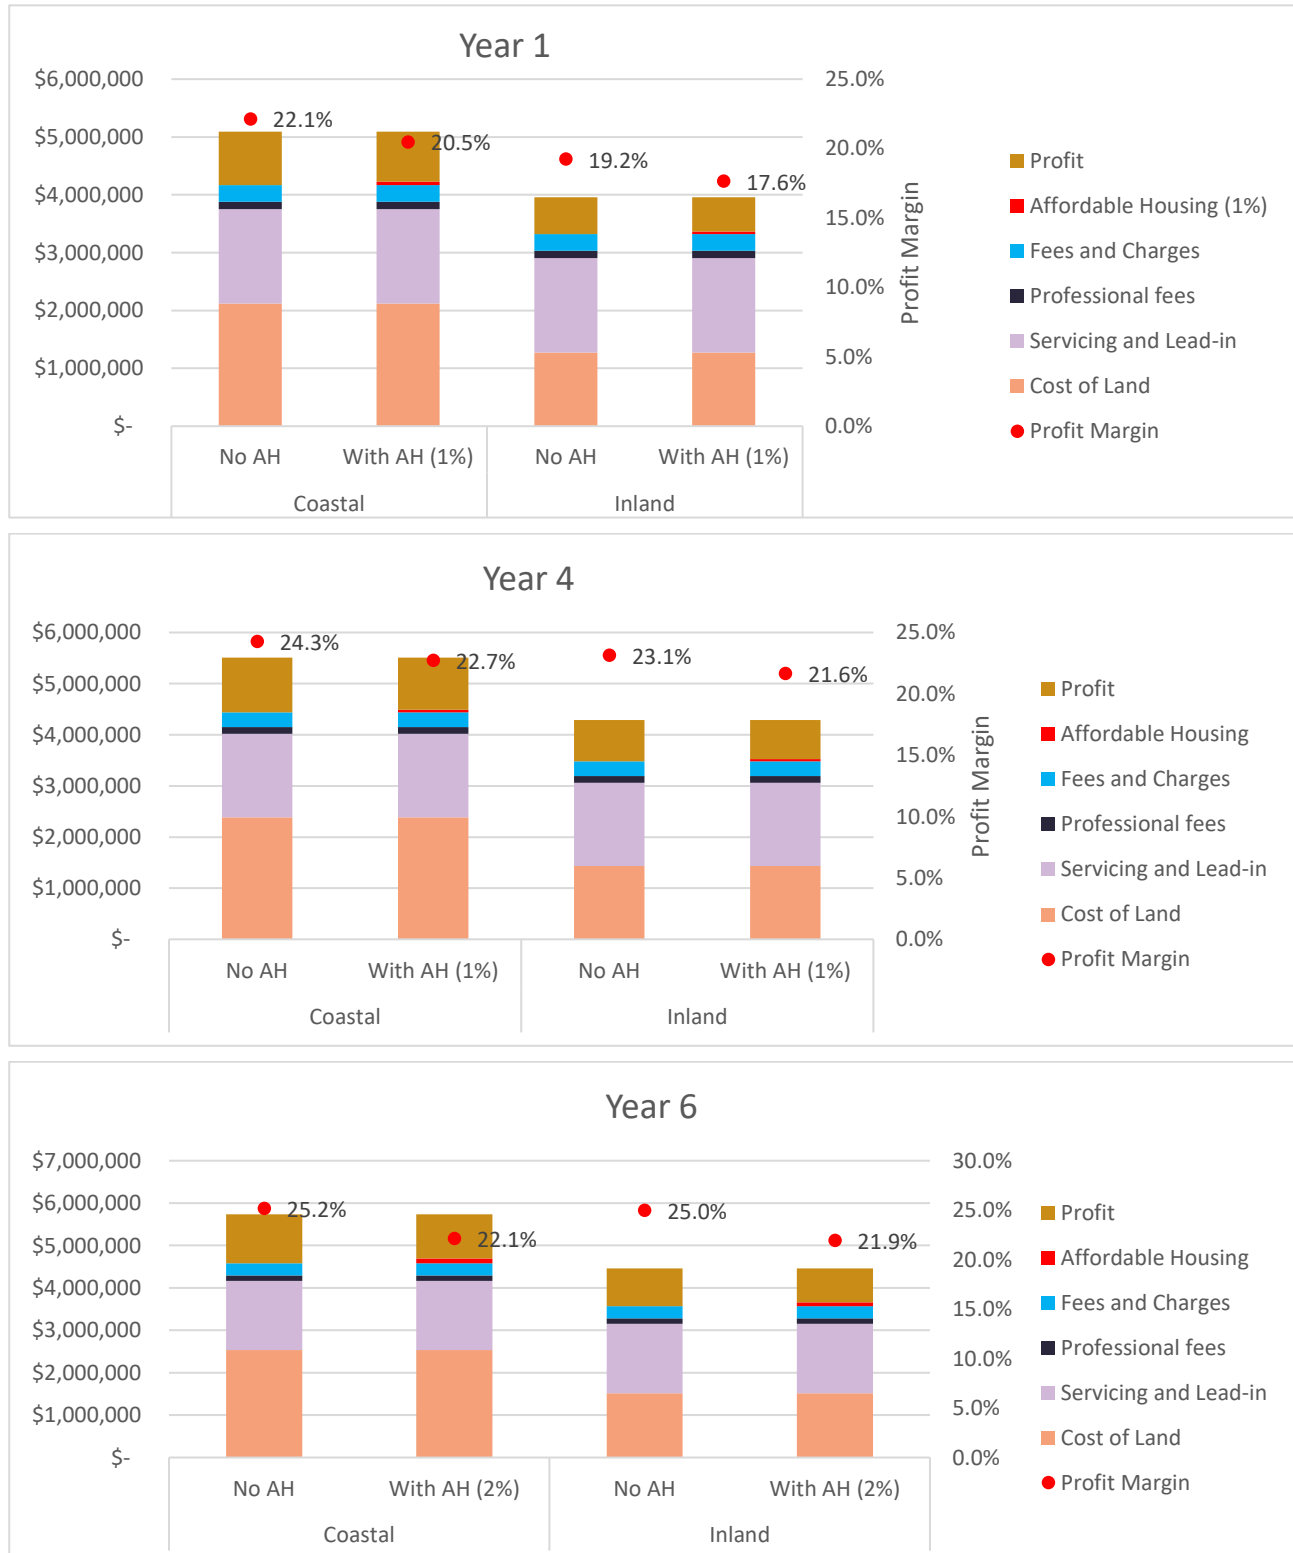 Year 1
$6,000,000
$5,000,000
$4,000,000
$3,000,000
$2,000,000
$1,000,000
$-
22.1%
20.5%
19.2%
17.6%
25.0%
20.0%
15.0%
10.0%
5.0%
0.0%
Profit Margin
No AH
With AH (1%)
No AH
With AH (1%)
Coastal
Inland
Profit
Affordable Housing (1%)
Fees and Charges
Professional fees
Servicing and Lead-in
Cost of Land
Profit Margin
Year 4
$6,000,000
$5,000,000
$4,000,000
$3,000,000
$2,000,000
$1,000,000
$-
24.3%
22.7%
23.1%
21.6%
25.0%
20.0%
15.0%
10.0%
5.0%
0.0%
Profit Margin
No AH
With AH (1%)
No AH
With AH (1%)
Coastal
Inland
Profit
Affordable Housing
Fees and Charges
Professional fees
Servicing and Lead-in
Cost of Land
Profit Margin
Year 6
$7,000,000
$6,000,000
$5,000,000
$4,000,000
$3,000,000
$2,000,000
$1,000,000
$-
25.2%
22.1%
25.0%
21.9%
30.0%
25.0%
20.0%
15.0%
10.0%
5.0%
0.0%
No AH
With AH (2%)
No AH
With AH (2%)
Coastal
Inland
Profit
Affordable Housing
Fees and Charges
Professional fees
Servicing and Lead-in
Cost of Land
Profit Margin